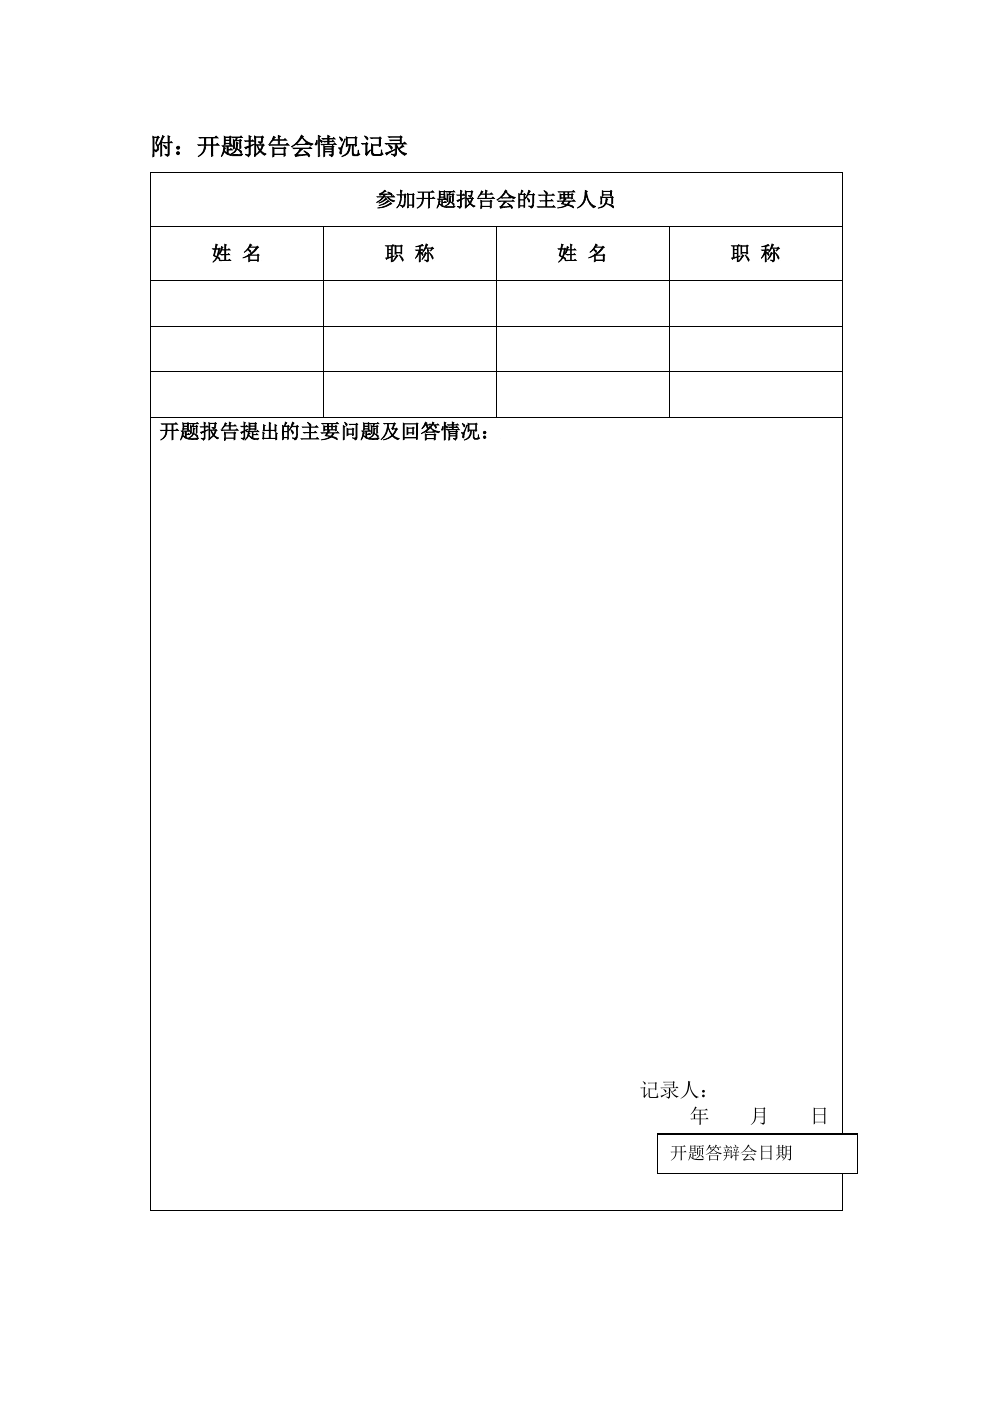 附：开题报告会情况记录
参加开题报告会的主要人员
姓 名 职 称 姓 名 职 称
开题报告提出的主要问题及回答情况：
记录人：
年 月 日
开题答辩会日期